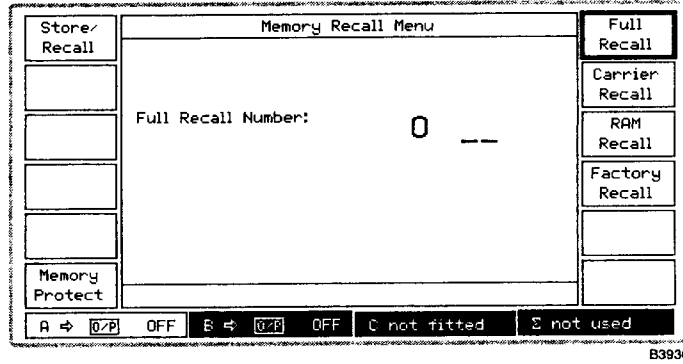 Store/
Recall
Memory Recall Menu
Full
Recall
Carrier
Recall
Full Recall Number:
0 __
RAM
Recall
Factory
Recall
Memory
Protect
A ⇨ O/P OFF
B ⇨ O/P OFF
C not fitted
Σ not used